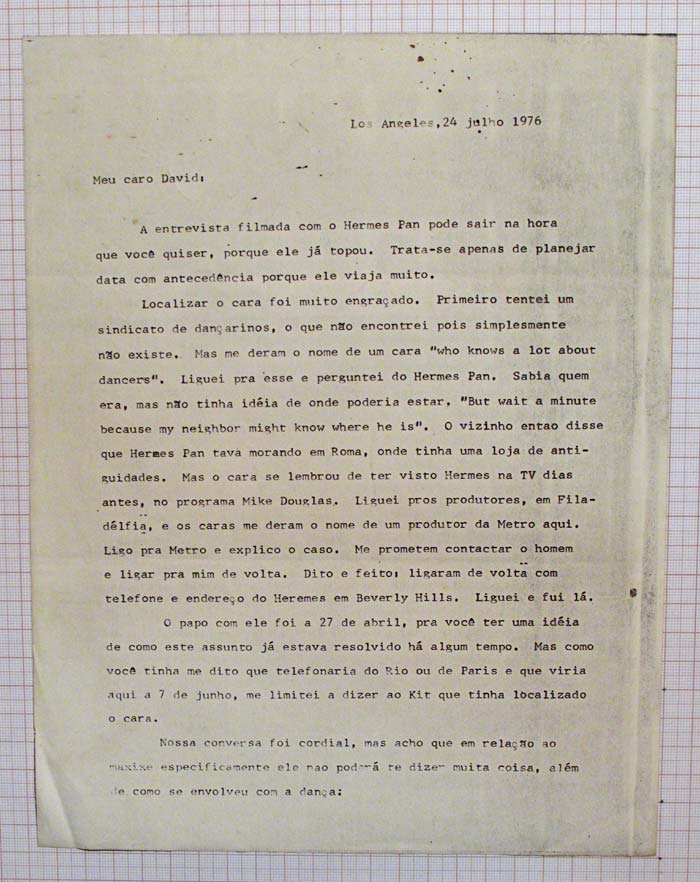 Los Angeles,24 julho 1976
Meu caro David:
A entrevista filmada com o Hermes Pan pode sair na hora
que você quiser, porque ele já topou. Trata-se apenas de planejar
data com antecedência porque ele viaja muito.
Localizar o cara foi muito engraçado. Primeiro tentei um
sindicato de dançarinos, o que não encontrei pois simplesmente
não existe. Mas me deram o nome de um cara "who knows a lot about
dancers". Liguei pra esse e perguntei do Hermes Pan. Sabia quem
era, mas não tinha idéia de onde poderia estar. "But wait a minute
because my neighbor might know where he is". O vizinho entao disse
que Hermes Pan tava morando em Roma, onde tinha uma loja de anti-
guidades. Mas o cara se lembrou de ter visto Hermes na TV dias
antes, no programa Mike Douglas. Liguei pros produtores, em Fila-
délfia, e os caras me deram o nome de um produtor da Metro aqui.
Ligo pra Metro e explico o caso. Me prometem contactar o homem
e ligar pra mim de volta. Dito e feito: ligaram de volta com
telefone e endereço do Heremes em Beverly Hills. Liguei e fui lá.
O papo com ele foi a 27 de abril, pra você ter uma idéia
de como este assunto já estava resolvido há algum tempo. Mas como
você tinha me dito que telefonaria do Rio ou de Paris e que viria
aqui a 7 de junho, me limitei a dizer ao Kit que tinha localizado
o cara.
Nossa conversa foi cordial, mas acho que em relação ao
maxixe especificamente ele nao poderá te dizer muita coisa, além
de como se envolveu com a dança: